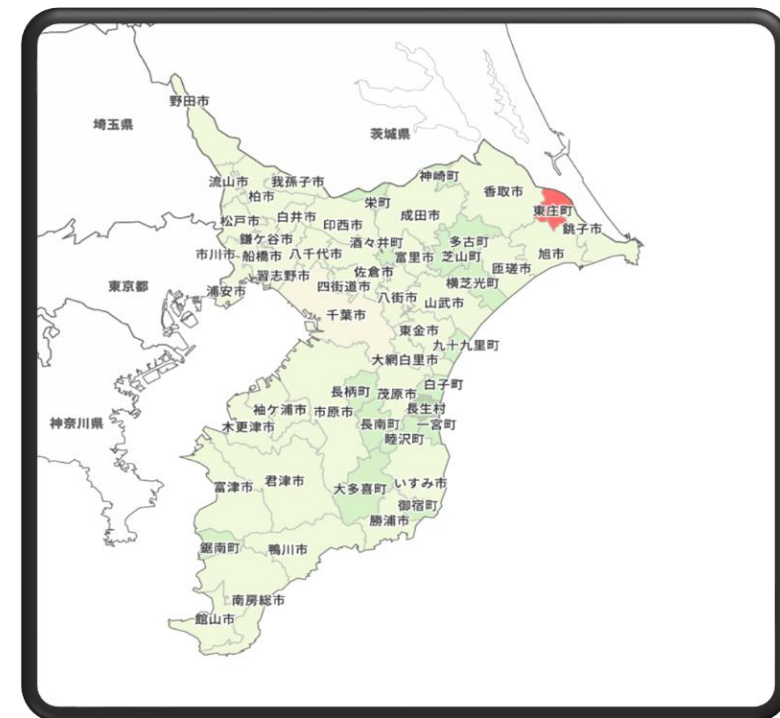 野田市
埼玉県
茨城県
神崎町
香取市
流山市
我孫子市
柏市
栄町
成田市
東庄町
松戸市
白井市
印西市
銚子市
鎌ケ谷市
酒々井町
多古町
市川市
船橋市
八千代市
富里市
芝山町
旭市
匝瑳市
東京都
習志野市
佐倉市
四街道市
横芝光町
浦安市
八街市
山武市
千葉市
東金市
九十九里町
大網白里市
白子町
長柄町
茂原市
長生村
袖ケ浦市
市原市
神奈川県
木更津市
長南町
一宮町
睦沢町
富津市
君津市
大多喜町
いすみ市
御宿町
勝浦市
鋸南町
鴨川市
南房総市
館山市